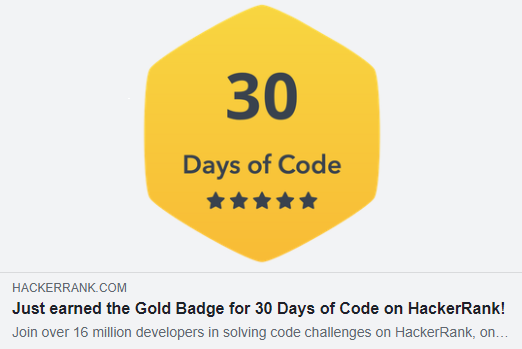 30
Days of Code
HACKERRANK.COM
Just earned the Gold Badge for 30 Days of Code on HackerRank!
Join over 16 million developers in solving code challenges on HackerRank, on…